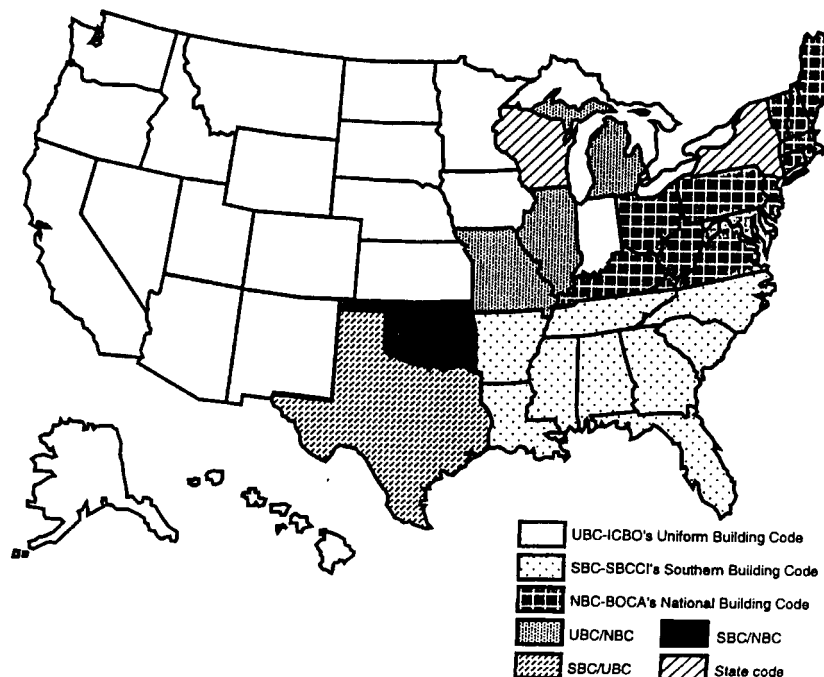 UBC-ICBO's Uniform Building Code
SBC-SBCCI's Southern Building Code
NBC-BOCA's National Building Code
UBC/NBC SBC/NBC
SBC/UBC State code